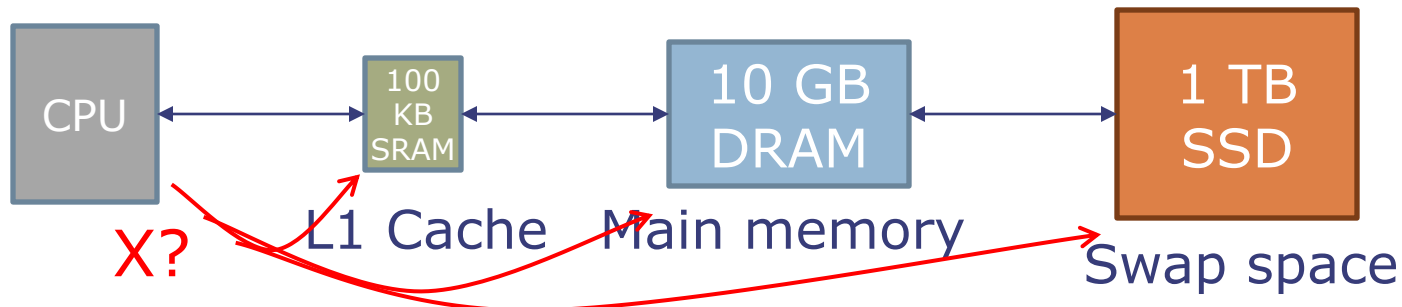 CPU
100
KB
SRAM
10 GB
DRAM
1 TB
SSD
X?
L1 Cache
Main memory
Swap space